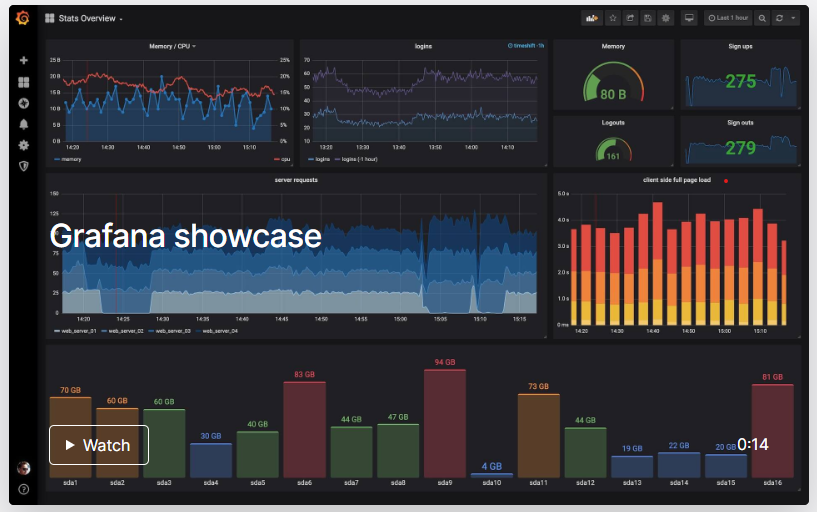 Stats Overview
Last 1 hour
Memory / CPU
25 B
20 B
15 B
10 B
5 B
0 B
25%
20%
15%
10%
5%
0%
14:20 14:30 14:40 14:50 15:00 15:10
memory cpu
logins
timeshift -1h
70
60
50
40
30
20
10
13:20 13:30 13:40 13:50 14:00 14:10
logins logins (-1 hour)
Memory
80 B
Sign ups
275
Logouts
161
Sign outs
279
server requests
150
125
75
50
25
0
14:20 14:25 14:30 14:35 14:40 14:45 14:50 14:55 15:00 15:05 15:10 15:15
web_server_01 web_server_02 web_server_03 web_server_04
Grafana showcase
client side full page load
5.0 s
4.0 s
3.0 s
2.0 s
1.0 s
0 ms
14:25 14:30 14:40 14:50 15:00 15:10
70 GB 60 GB 60 GB 30 GB 40 GB 83 GB 44 GB 47 GB 94 GB 4 GB 73 GB 44 GB 19 GB 22 GB 20 GB 81 GB
sda1 sda2 sda3 sda4 sda5 sda6 sda7 sda8 sda9 sda10 sda11 sda12 sda13 sda14 sda15 sda16
Watch
0:14